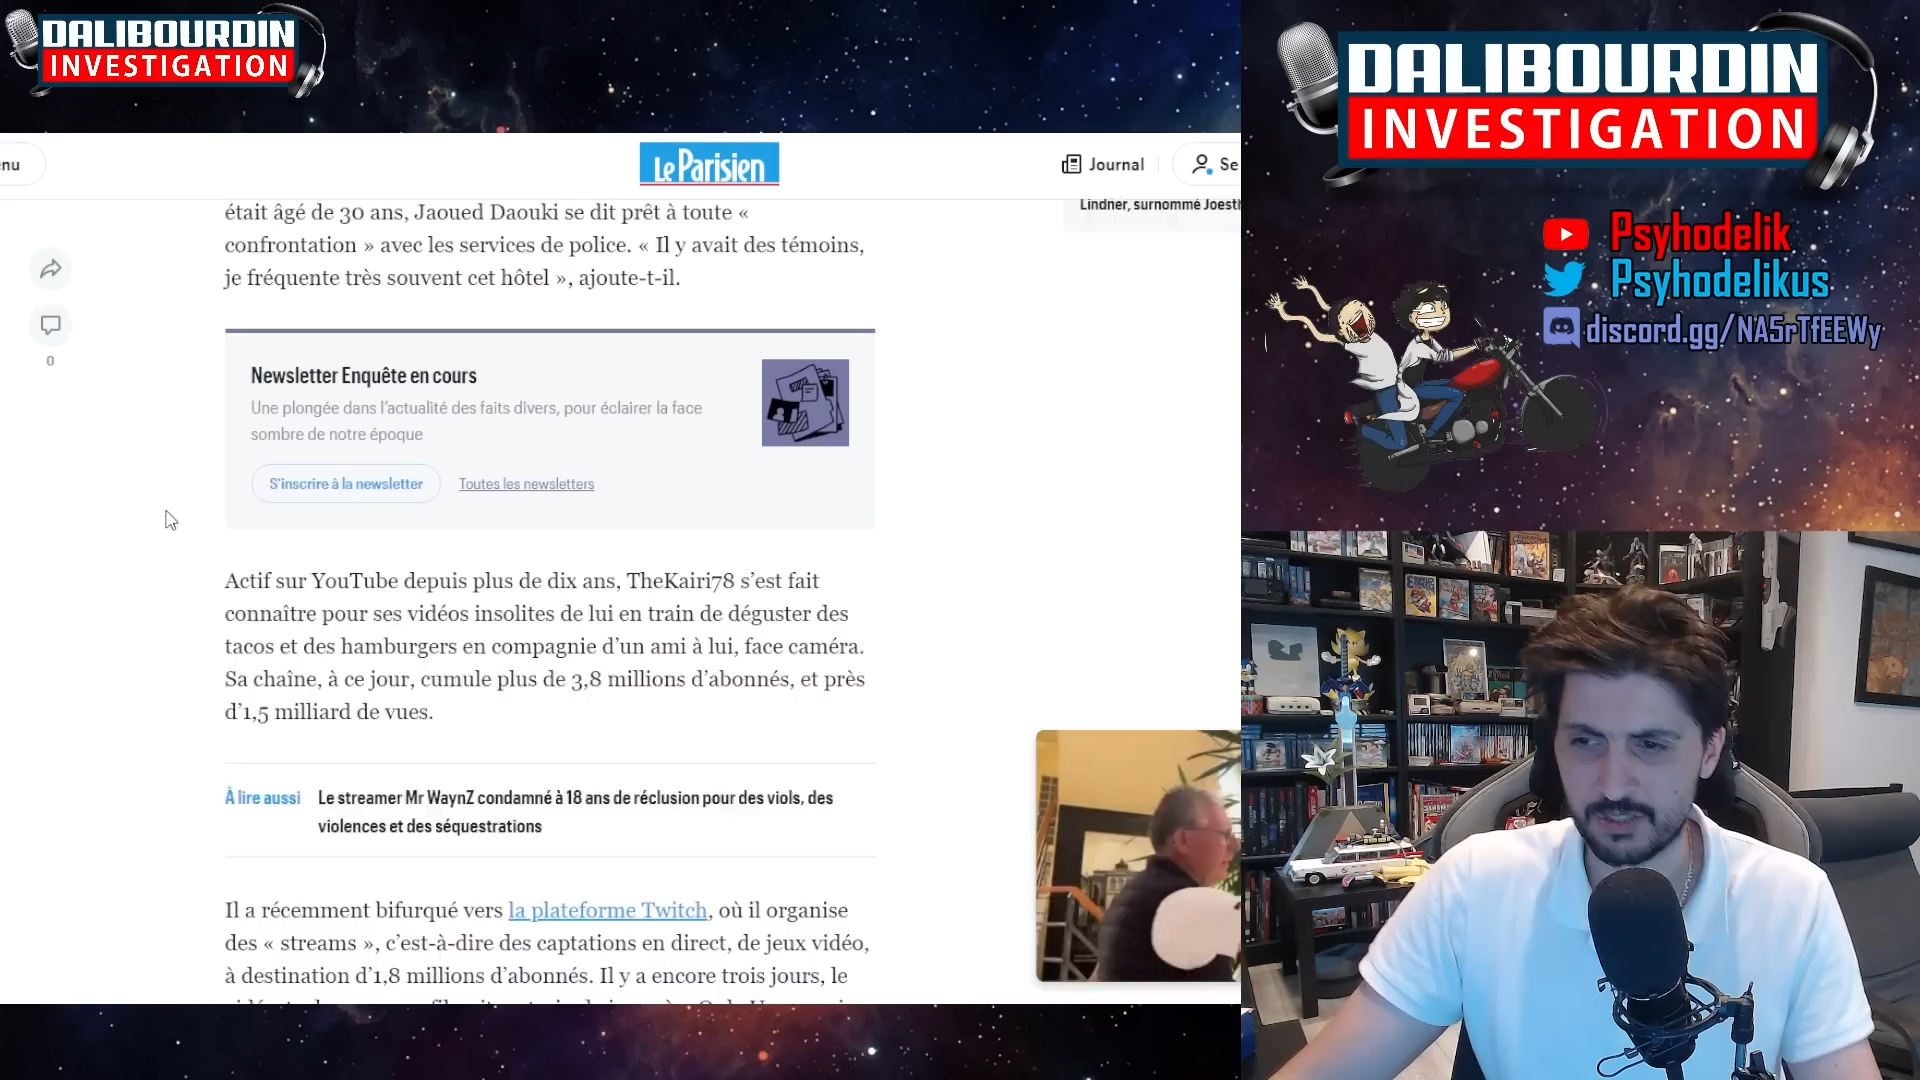 DALIBOURDIN
INVESTIGATION
DALIBOURDIN
INVESTIGATION
Psyhodelik
Psyhodelikus
discord.gg/NA5rTfEEWy
enu
Le Parisien
Journal
Se
Lindner, surnommé Joesth
était âgé de 30 ans, Jaoued Daouki se dit prêt à toute «
confrontation » avec les services de police. « Il y avait des témoins,
je fréquente très souvent cet hôtel », ajoute-t-il.
0
Newsletter Enquête en cours
Une plongée dans l'actualité des faits divers, pour éclairer la face
sombre de notre époque
S'inscrire à la newsletter
Toutes les newsletters
Actif sur YouTube depuis plus de dix ans, TheKairi78 s'est fait
connaître pour ses vidéos insolites de lui en train de déguster des
tacos et des hamburgers en compagnie d'un ami à lui, face caméra.
Sa chaîne, à ce jour, cumule plus de 3,8 millions d'abonnés, et près
d'1,5 milliard de vues.
À lire aussi Le streamer Mr WaynZ condamné à 18 ans de réclusion pour des viols, des
violences et des séquestrations
Il a récemment bifurqué vers la plateforme Twitch, où il organise
des « streams », c'est-à-dire des captations en direct, de jeux vidéo,
à destination d'1,8 millions d'abonnés. Il y a encore trois jours, le